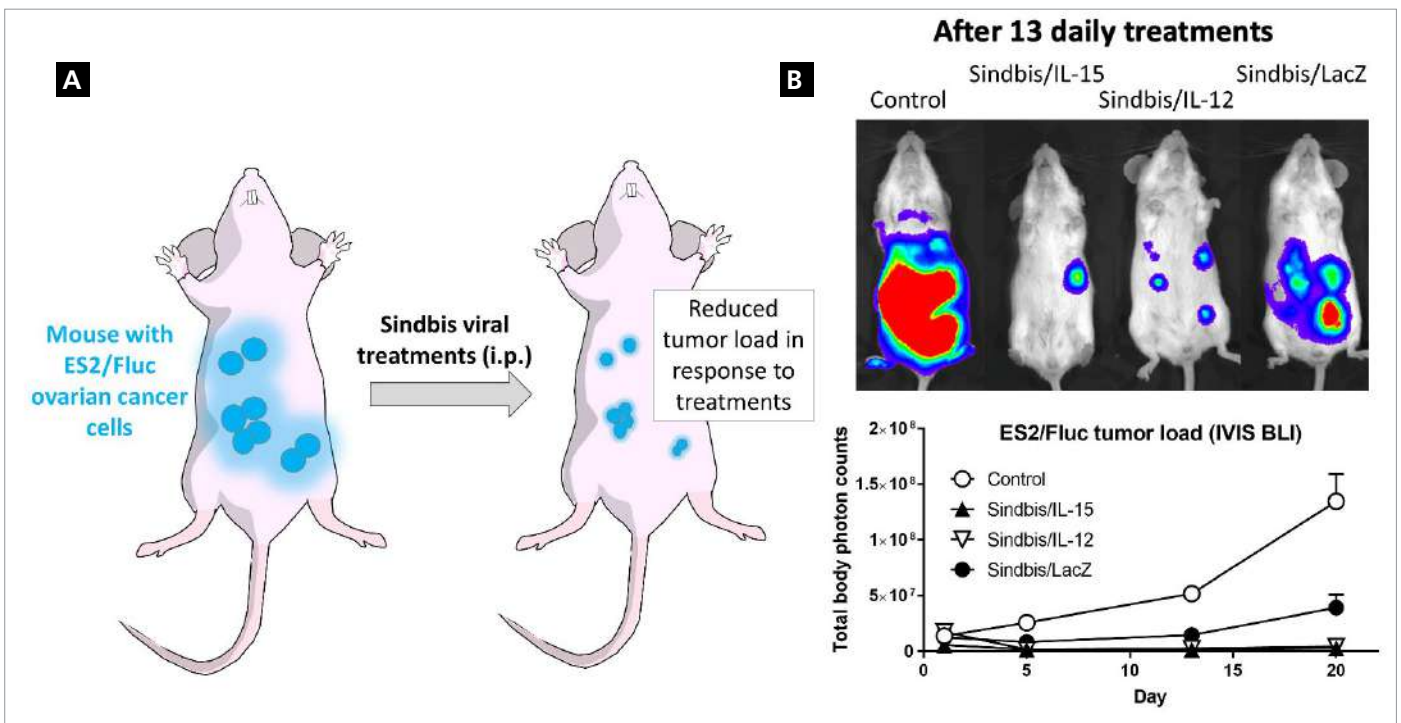 A
Mouse with
ES2/Fluc
ovarian cancer
cells
Sindbis viral
treatments (i.p.)
Reduced
tumor load in
response to
treatments
B
After 13 daily treatments
Sindbis/IL-15
Sindbis/LacZ
Control
Sindbis/IL-12
ES2/Fluc tumor load (IVIS BLI)
Total body photon counts
2×10⁸
1.5×10⁸
1×10⁸
5×10⁷
0
Control
Sindbis/IL-15
Sindbis/IL-12
Sindbis/LacZ
0 5 10 15 20
Day